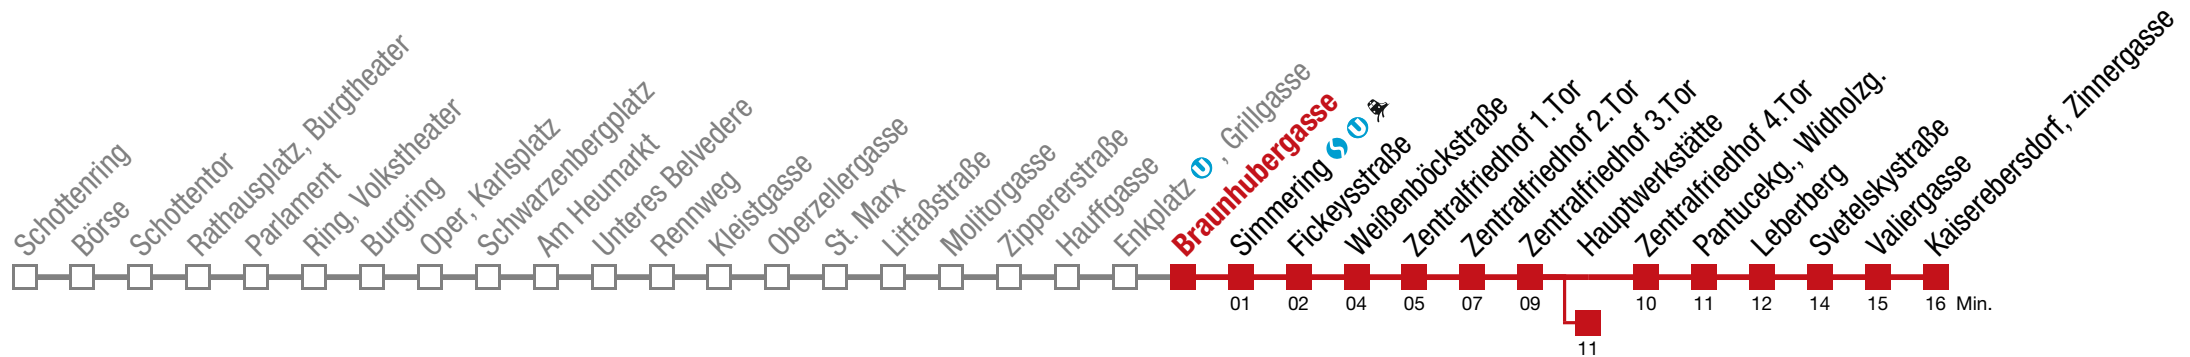 Schottenring
Börse
Schottentor
Rathausplatz, Burgtheater
Parlament
Ring, Volkstheater
Burgring
Oper, Karlsplatz
Schwarzenbergplatz
Am Heumarkt
Unteres Belvedere
Rennweg
Kleistgasse
Oberzellergasse
St. Marx
Litfaßstraße
Molitorgasse
Zippererstraße
Hauffgasse
Enkplatz U, Grillgasse
Braunhubergasse
Simmering S U
Fickeysstraße
Weißenböckstraße
Zentralfriedhof 1.Tor
Zentralfriedhof 2.Tor
Zentralfriedhof 3.Tor
Hauptwerkstätte
Zentralfriedhof 4.Tor
Pantucekg., Widholzg.
Leberberg
Svetelskystraße
Valiergasse
Kaiserebersdorf, Zinnergasse
01 02 04 05 07 09 10 11 12 14 15 16 Min.
11